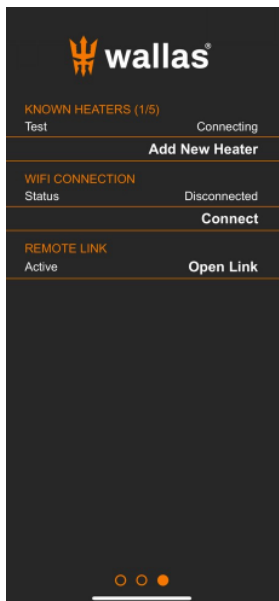 wallas®
KNOWN HEATERS (1/5)
Test Connecting
Add New Heater
WIFI CONNECTION
Status Disconnected
Connect
REMOTE LINK
Active Open Link